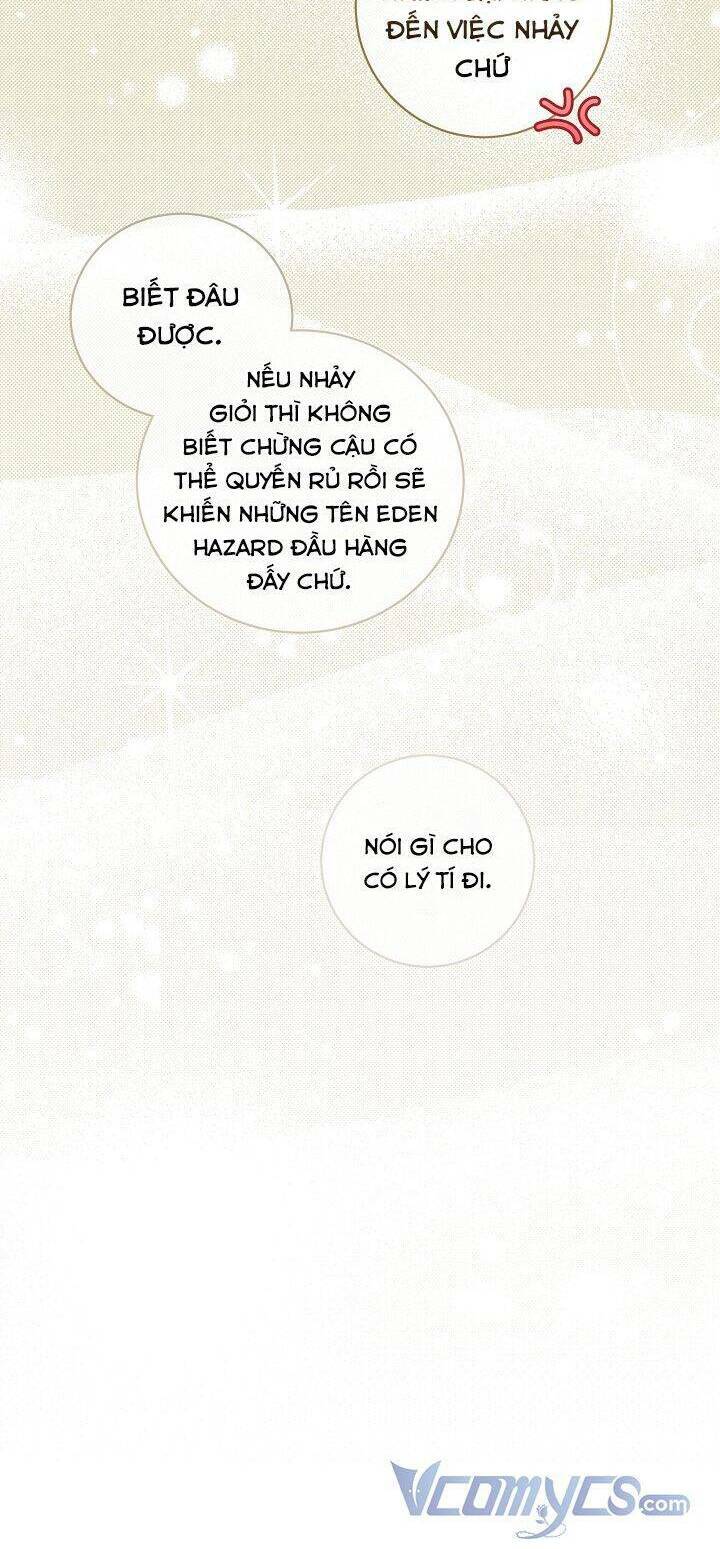 ĐẾN VIỆC NHẢY
CHỨ
BIẾT ĐÂU
ĐƯỢC.
NẾU NHẢY
GIỎI THÌ KHÔNG
BIẾT CHỪNG CẬU CÓ
THỂ QUYẾN RŨ RỒI SẼ
KHIẾN NHỮNG TÊN EDEN
HAZARD ĐẦU HÀNG
ĐẤY CHỨ.
NÓI GÌ CHO
CÓ LÝ TÍ ĐI.
VCOMYCS.com